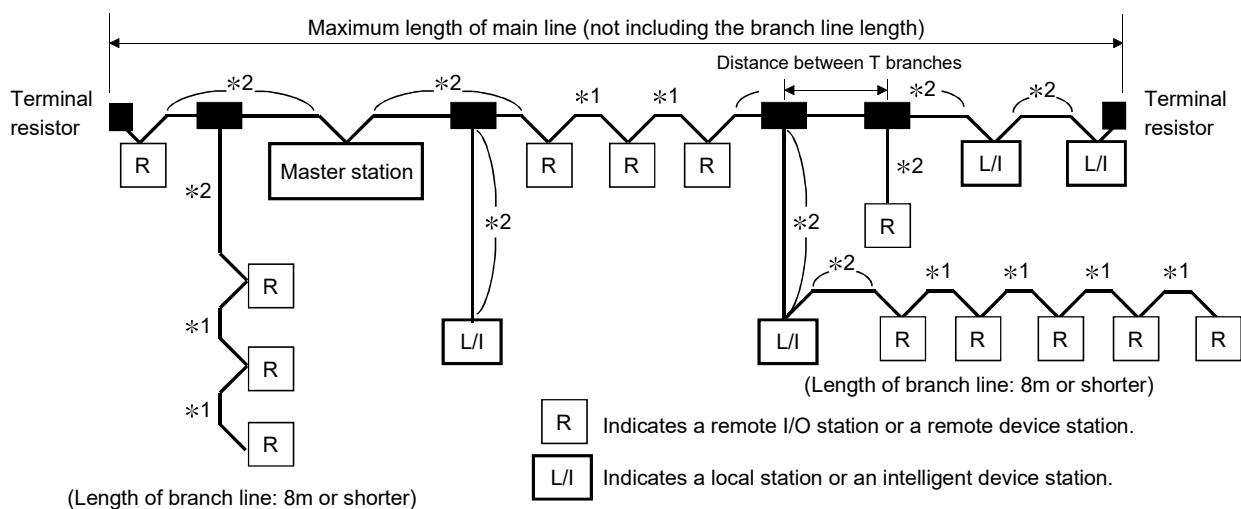 Maximum length of main line (not including the branch line length)
Distance between T branches
Terminal
resistor
*2
*2
*1
*1
*2
*2
Terminal
resistor
R
Master station
R
R
R
L/I
L/I
*2
*2
*2
*2
R
R
*2
*1
*1
*1
*1
*1
L/I
L/I
R
R
R
R
R
R
*1
(Length of branch line: 8m or shorter)
R
R
Indicates a remote I/O station or a remote device station.
L/I
Indicates a local station or an intelligent device station.
(Length of branch line: 8m or shorter)